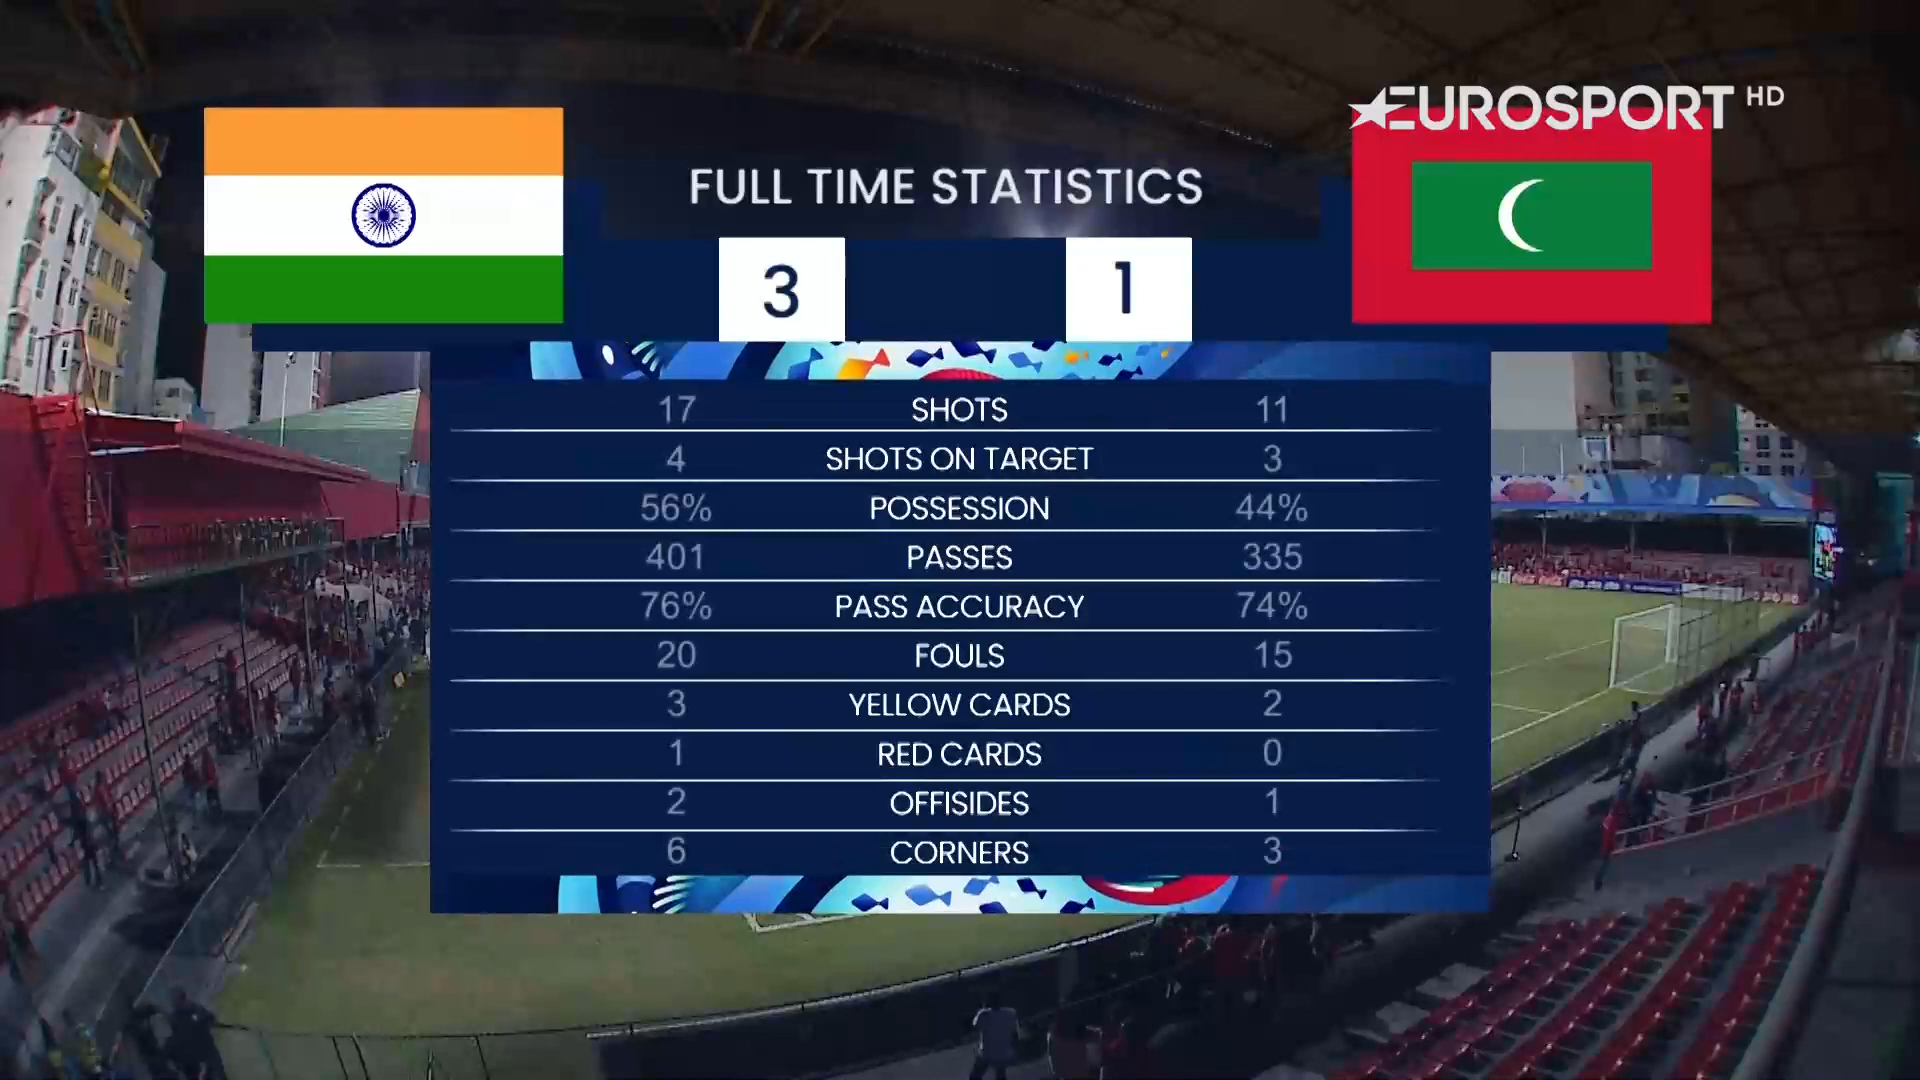 EUROSPORT HD
FULL TIME STATISTICS
3 1
17 SHOTS 11
4 SHOTS ON TARGET 3
56% POSSESSION 44%
401 PASSES 335
76% PASS ACCURACY 74%
20 FOULS 15
3 YELLOW CARDS 2
1 RED CARDS 0
2 OFFISIDES 1
6 CORNERS 3